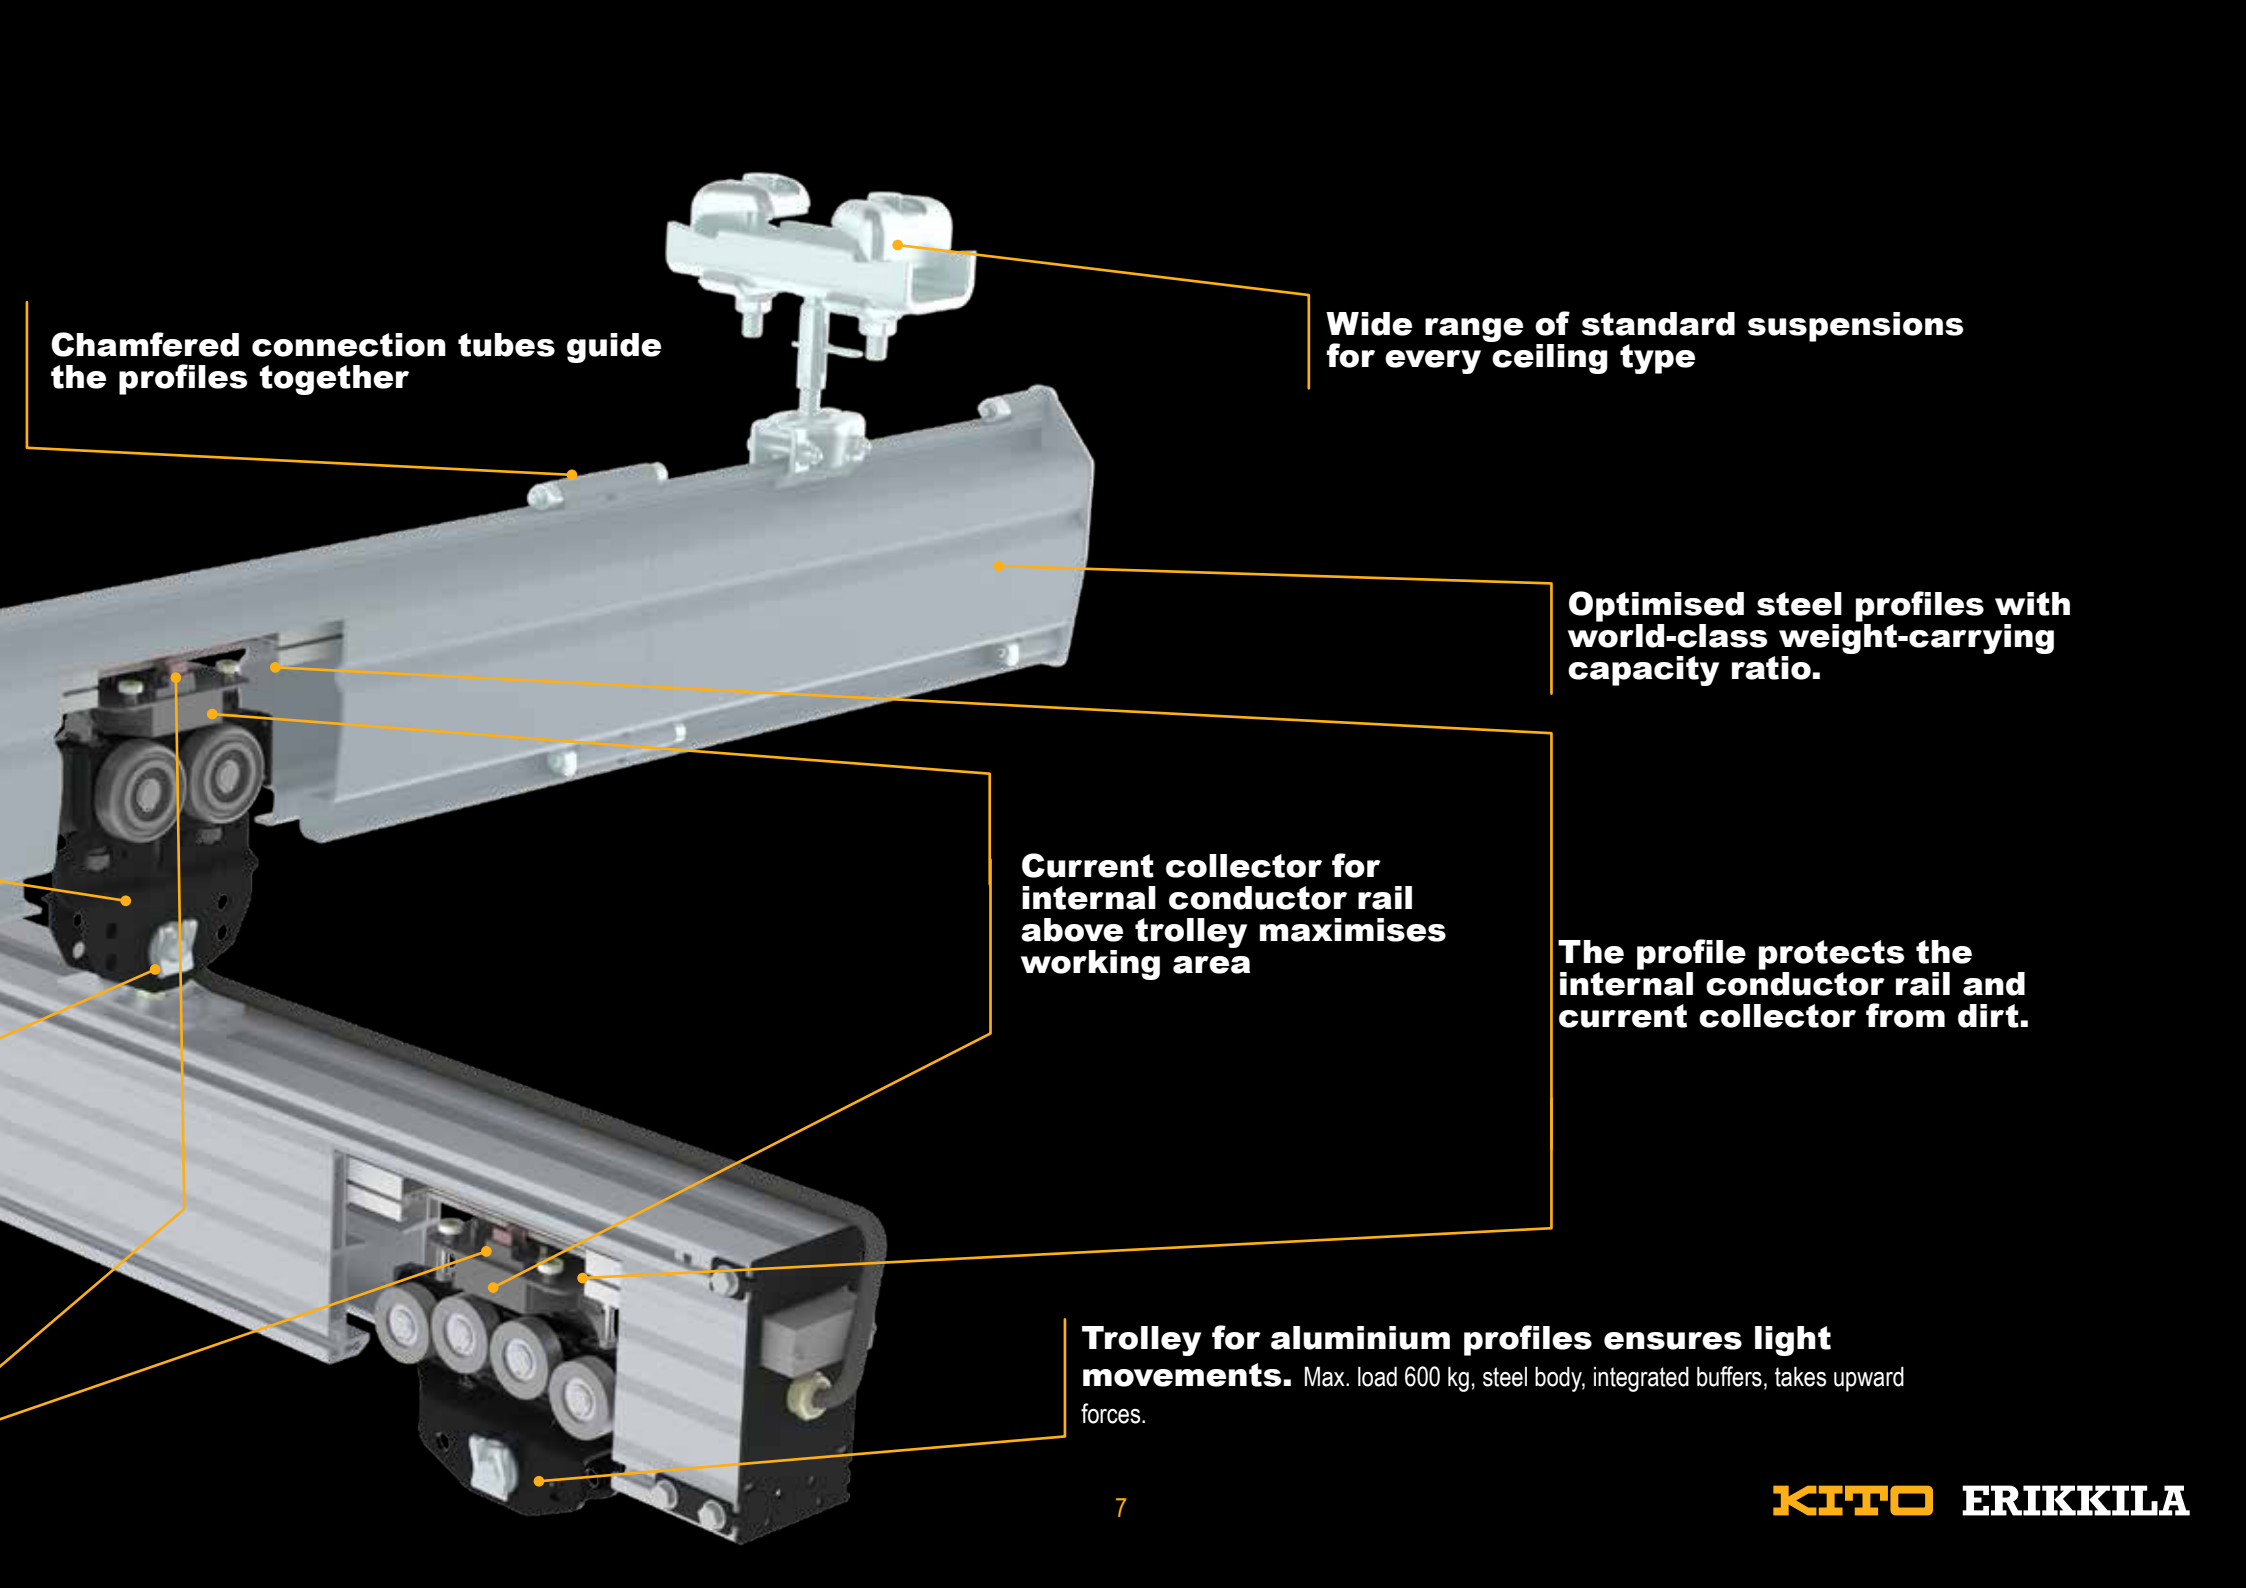 Wide range of standard suspensions
for every ceiling type
Chamfered connection tubes guide
the profiles together
Optimised steel profiles with
world-class weight-carrying
capacity ratio.
Current collector for
internal conductor rail
above trolley maximises
working area
The profile protects the
internal conductor rail and
current collector from dirt.
Trolley for aluminium profiles ensures light
movements. Max. load 600 kg, steel body, integrated buffers, takes upward
forces.
7
KITO ERIKKILA